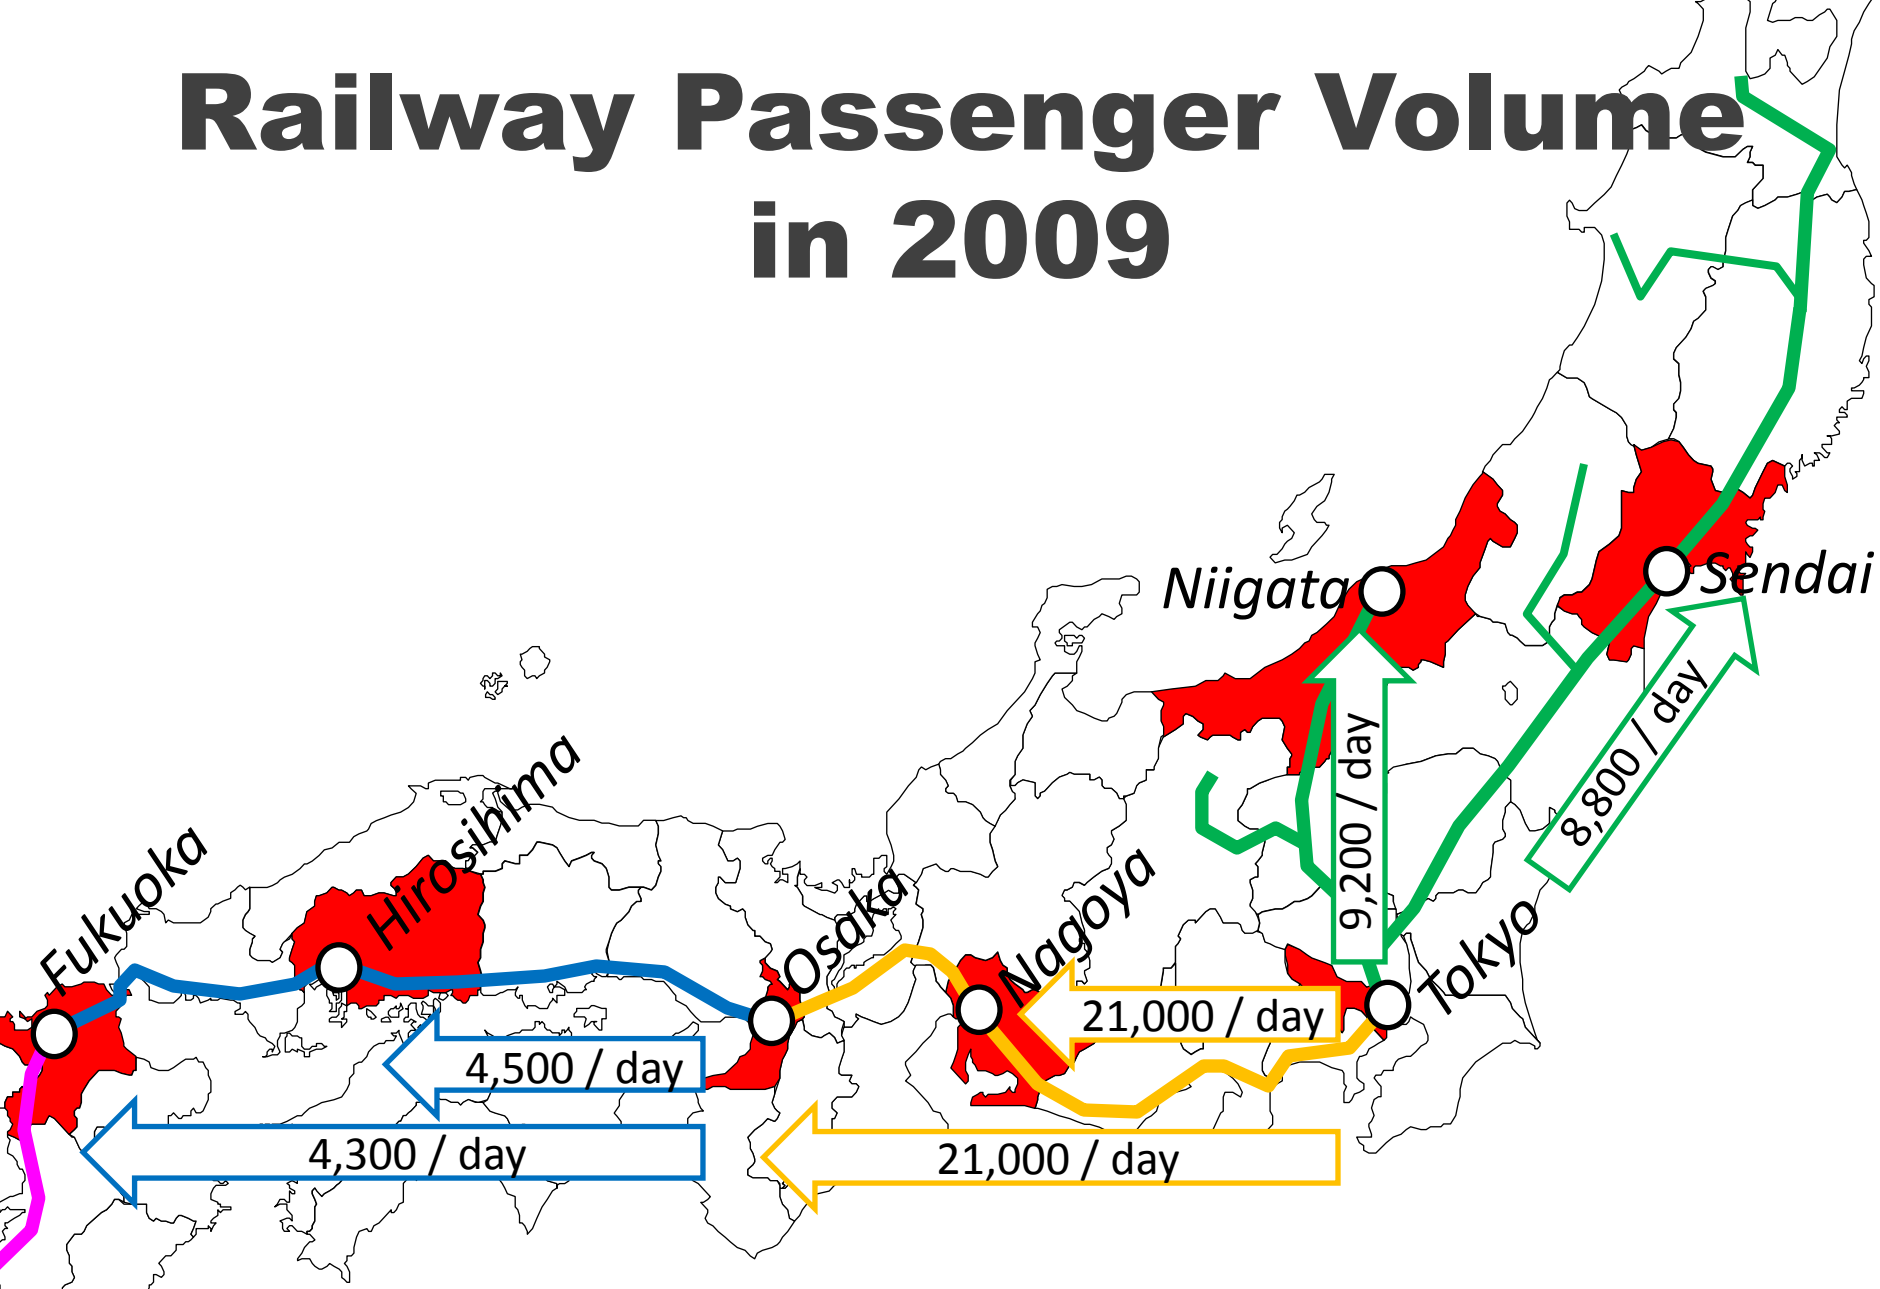 Railway Passenger Volume
in 2009
Niigata
Sendai
8,800 / day
9,200 / day
Hirosihima
Fukuoka
Osaka
Nagoya
Tokyo
21,000 / day
4,500 / day
4,300 / day
21,000 / day